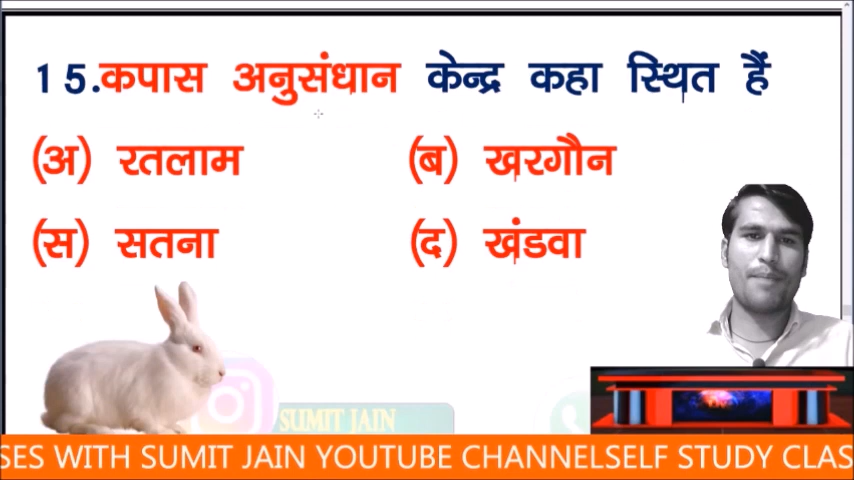 15.कपास अनुसंधान केन्द्र कहा स्थित हैं
(अ) रतलाम (ब) खरगौन
(स) सतना (द) खंडवा
SUMIT JAIN
SES WITH SUMIT JAIN YOUTUBE CHANNELSELF STUDY CLAS